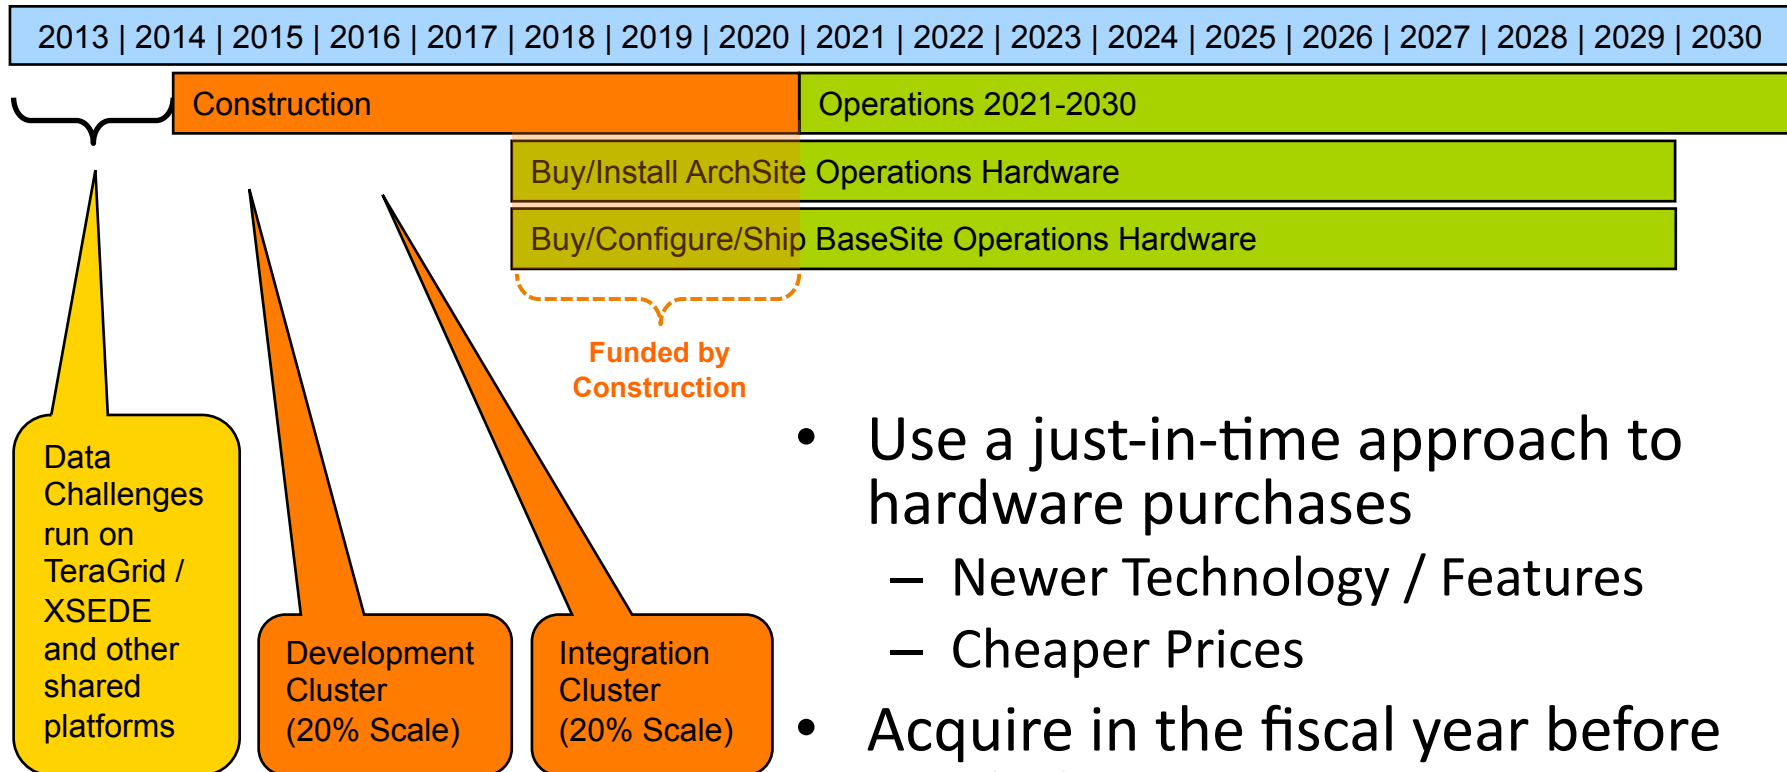 2013 | 2014 | 2015 | 2016 | 2017 | 2018 | 2019 | 2020 | 2021 | 2022 | 2023 | 2024 | 2025 | 2026 | 2027 | 2028 | 2029 | 2030
Construction
Operations 2021-2030
Buy/Install ArchSite Operations Hardware
Buy/Configure/Ship BaseSite Operations Hardware
Funded by
Construction
Data
Challenges
run on
TeraGrid /
XSEDE
and other
shared
platforms
Development
Cluster
(20% Scale)
Integration
Cluster
(20% Scale)
• Use a just-in-time approach to
hardware purchases
– Newer Technology / Features
– Cheaper Prices
• Acquire in the fiscal year before